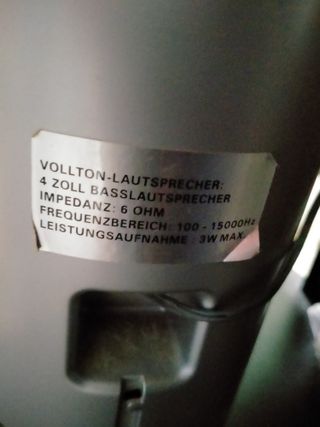 VOLLTON-LAUTSPRECHER:
4 ZOLL BASSLAUTSPRECHER
IMPEDANZ: 6 OHM
FREQUENZBEREICH: 100 - 15000Hz
LEISTUNGSAUFNAHME : 3W MAX.